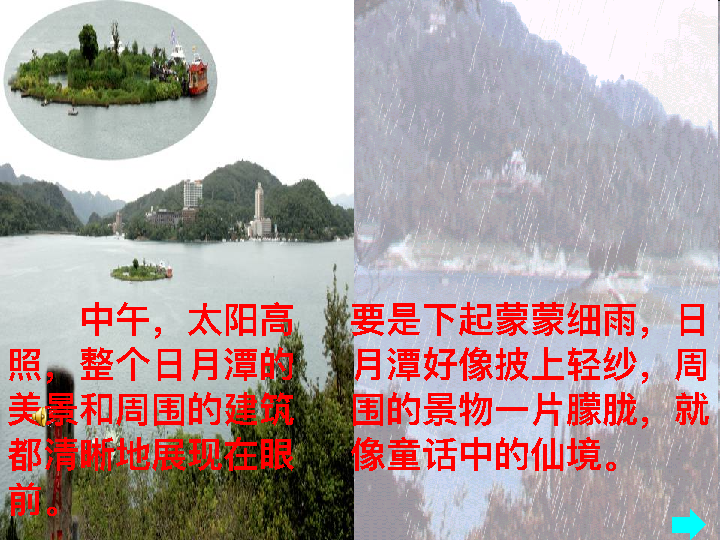 中午，太阳高
照，整个日月潭的
美景和周围的建筑
都清晰地展现在眼
前。
要是下起蒙蒙细雨，日
月潭好像披上轻纱，周
围的景物一片朦胧，就
像童话中的仙境。